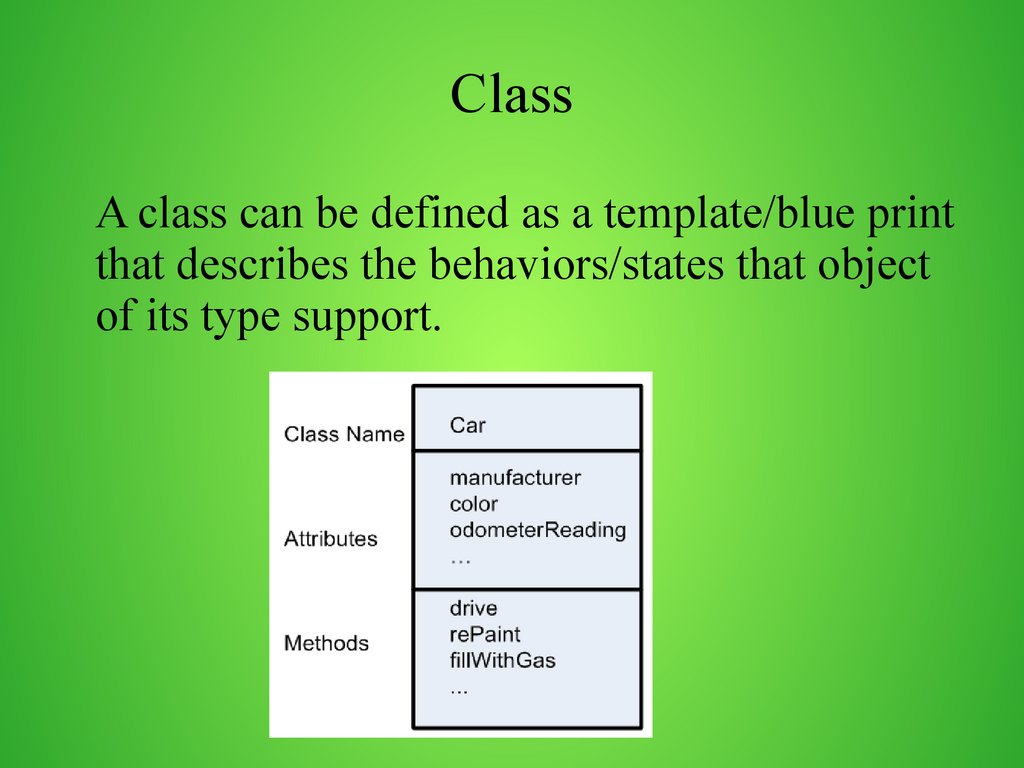 Class
A class can be defined as a template/blue print
that describes the behaviors/states that object
of its type support.
Class Name
Car
Attributes
manufacturer
color
odometerReading
...
Methods
drive
rePaint
fillWithGas
...